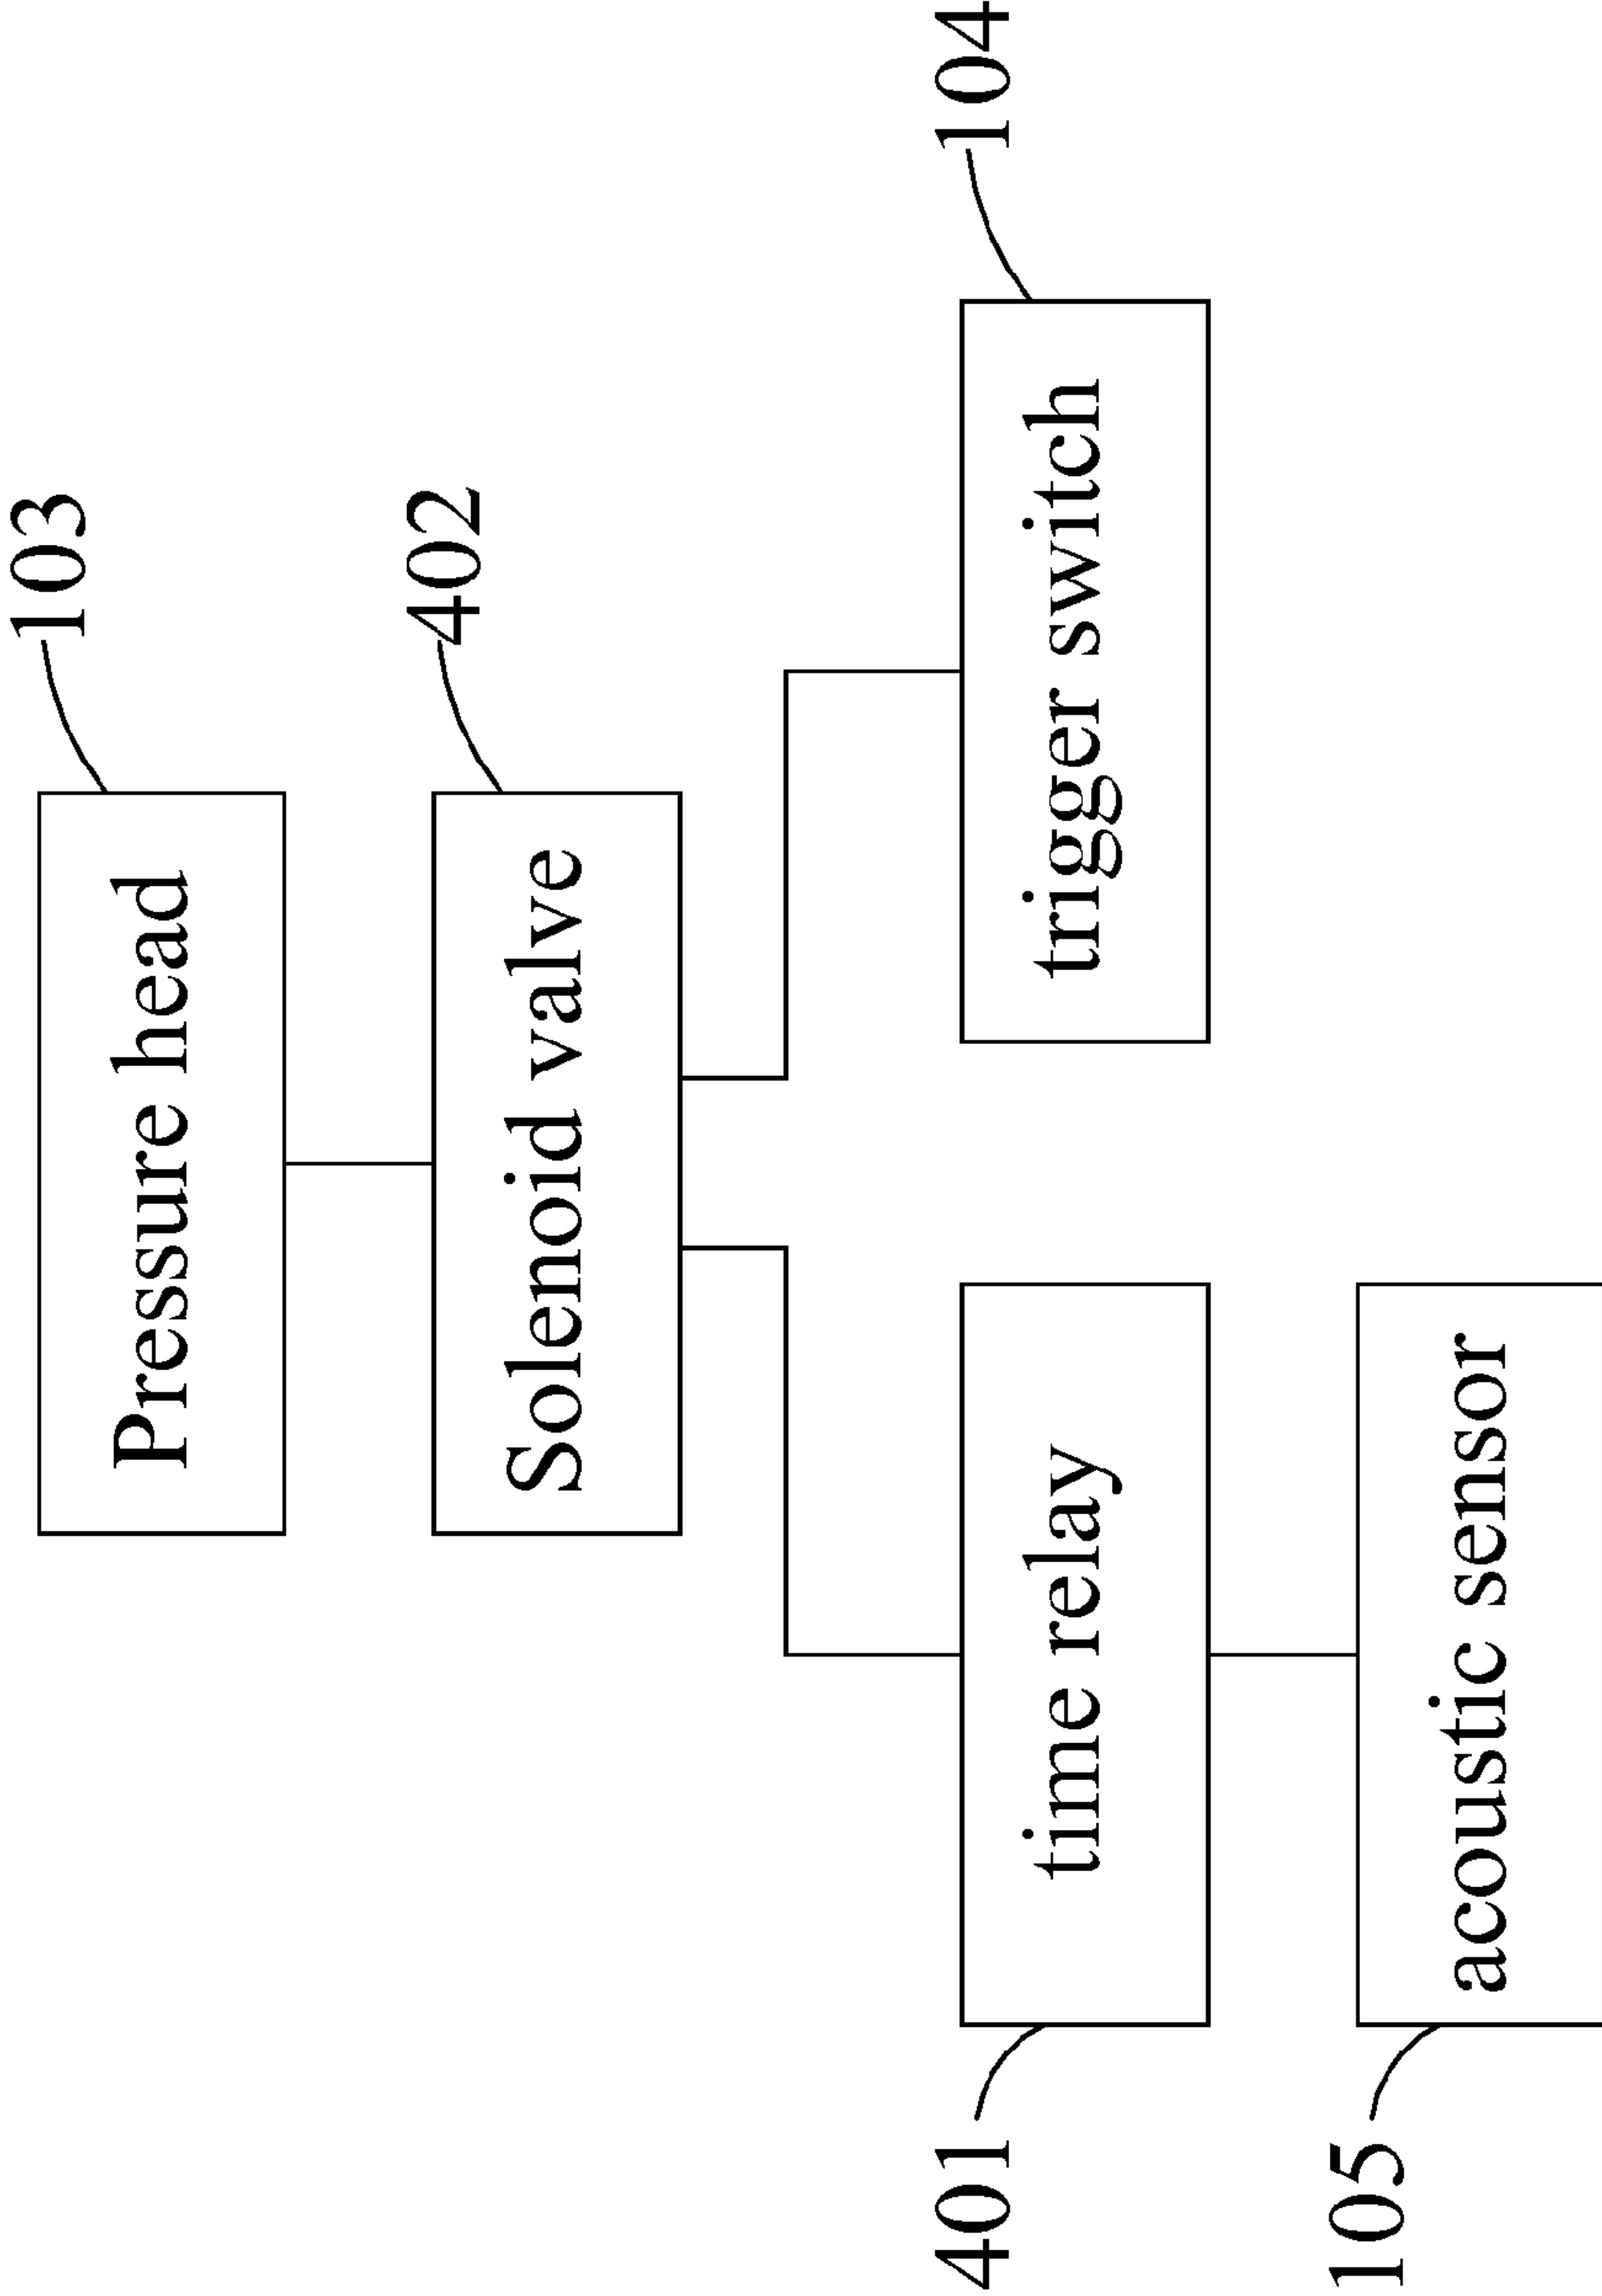 103
Pressure head
402
Solenoid valve
401
time relay
trigger switch
104
105
acoustic sensor